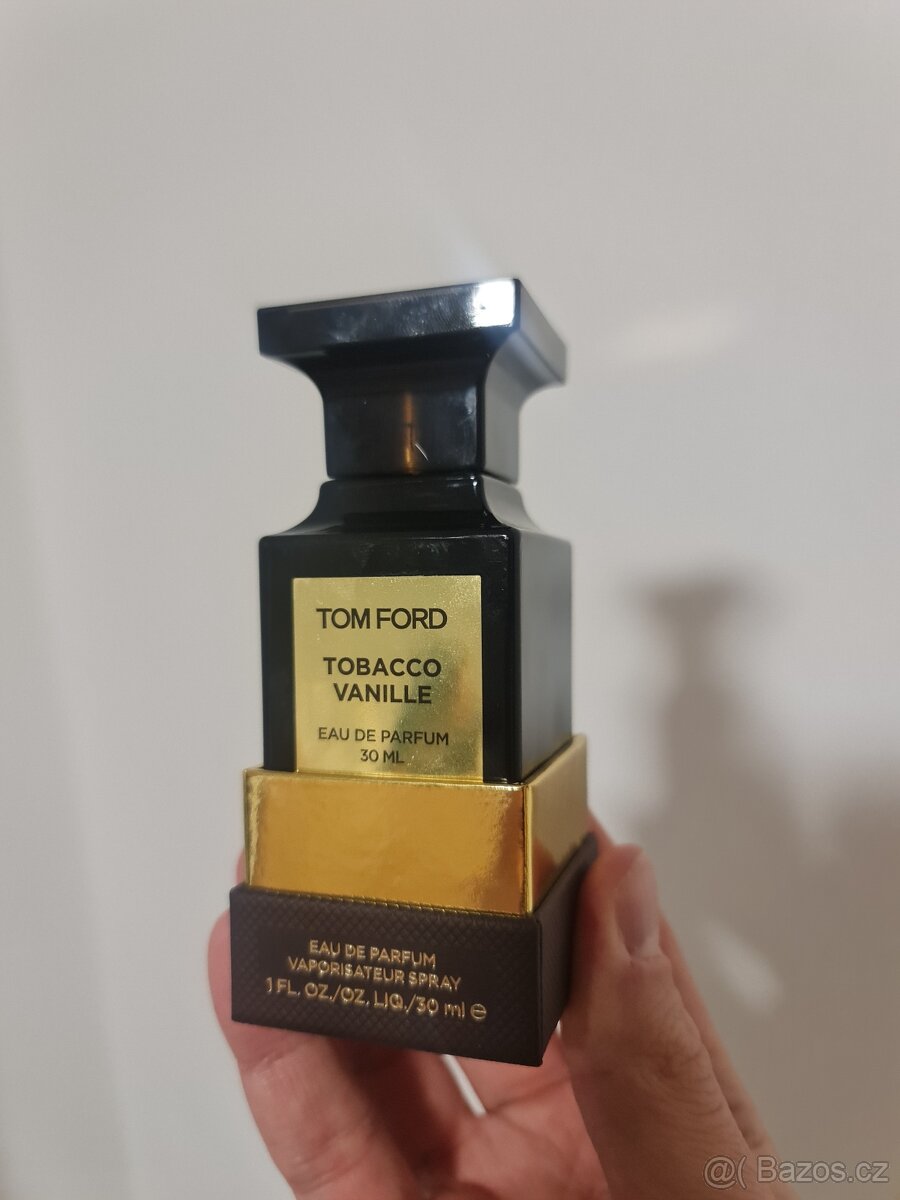 TOM FORD
TOBACCO
VANILLE
EAU DE PARFUM
30 ML
EAU DE PARFUM
VAPORISATEUR SPRAY
1 FL. OZ./OZ. LIQ./30 ml ℮
@( Bazos.cz